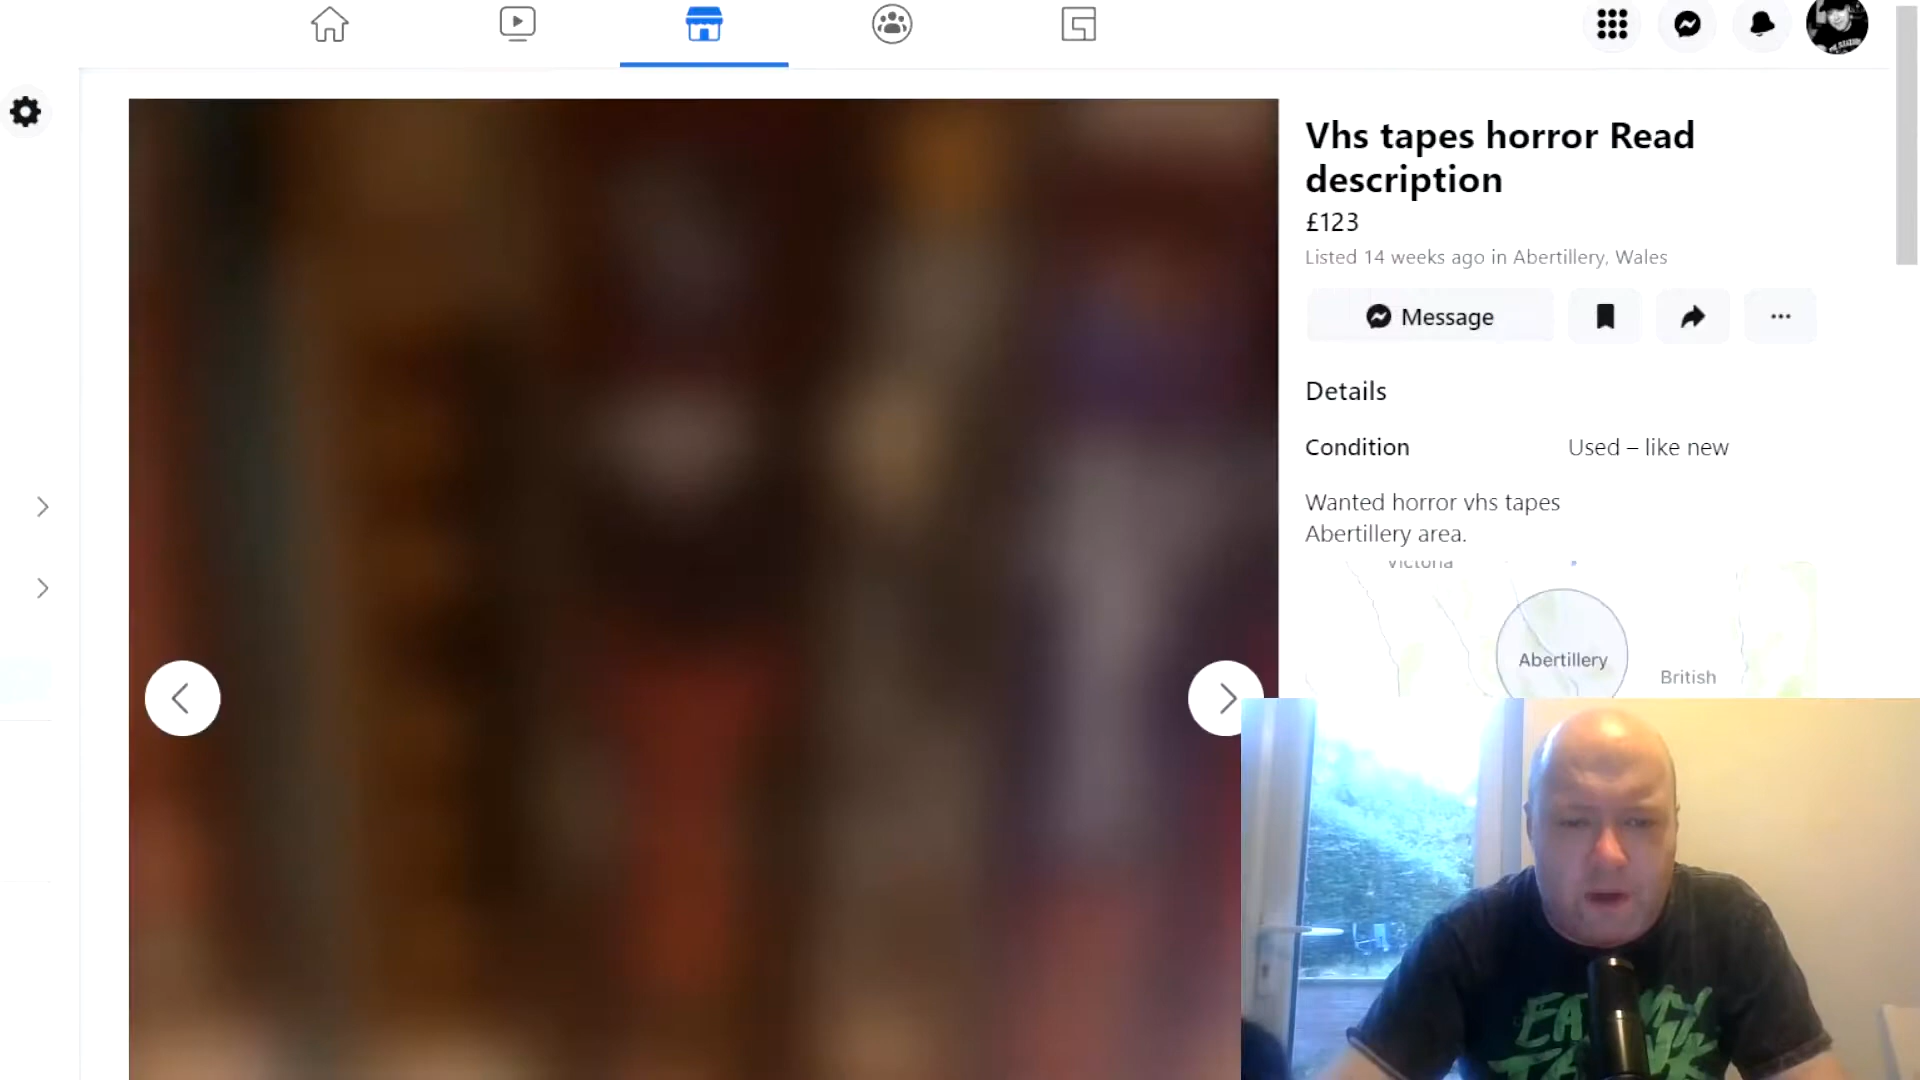 Vhs tapes horror Read
description
£123
Listed 14 weeks ago in Abertillery, Wales
Message
Details
Condition Used – like new
Wanted horror vhs tapes
Abertillery area.
Victoria
Abertillery
British